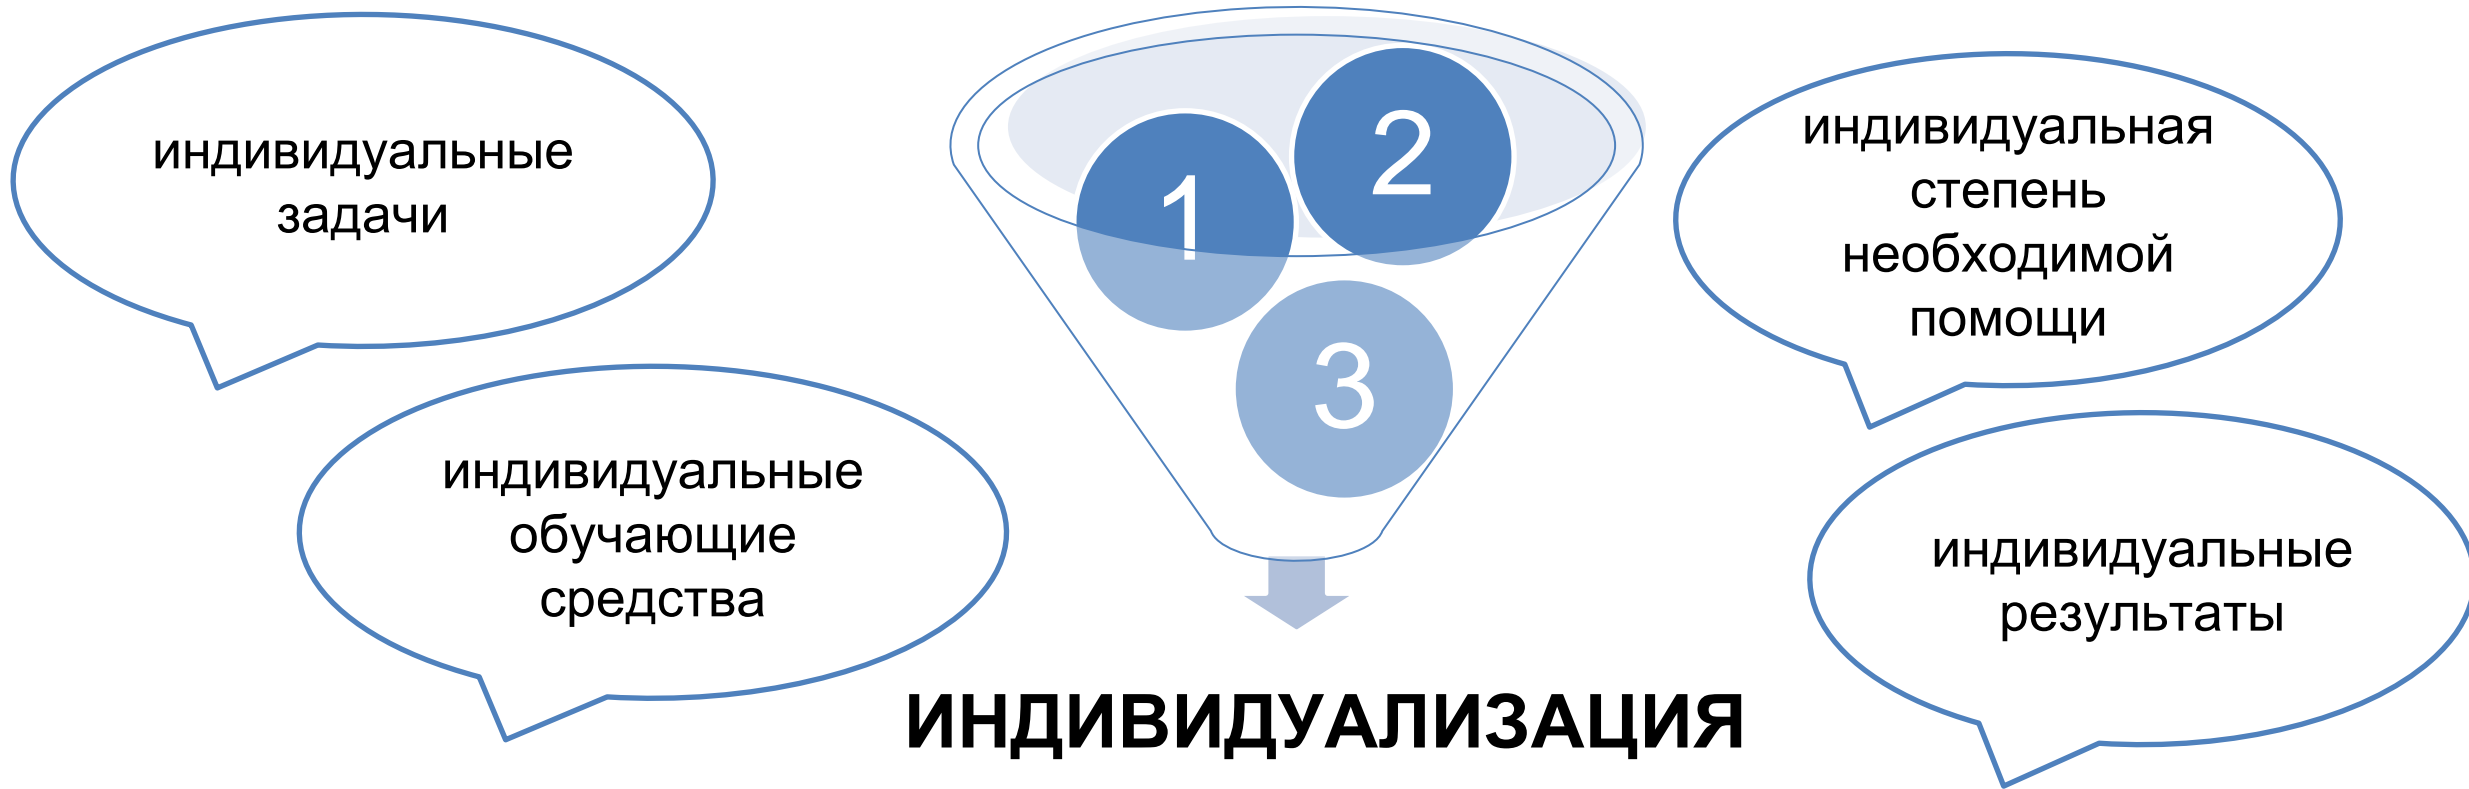 индивидуальные
задачи
индивидуальные
обучающие
средства
1
2
3
ИНДИВИДУАЛИЗАЦИЯ
индивидуальная
степень
необходимой
помощи
индивидуальные
результаты